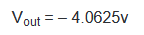 Vout = – 4.0625v